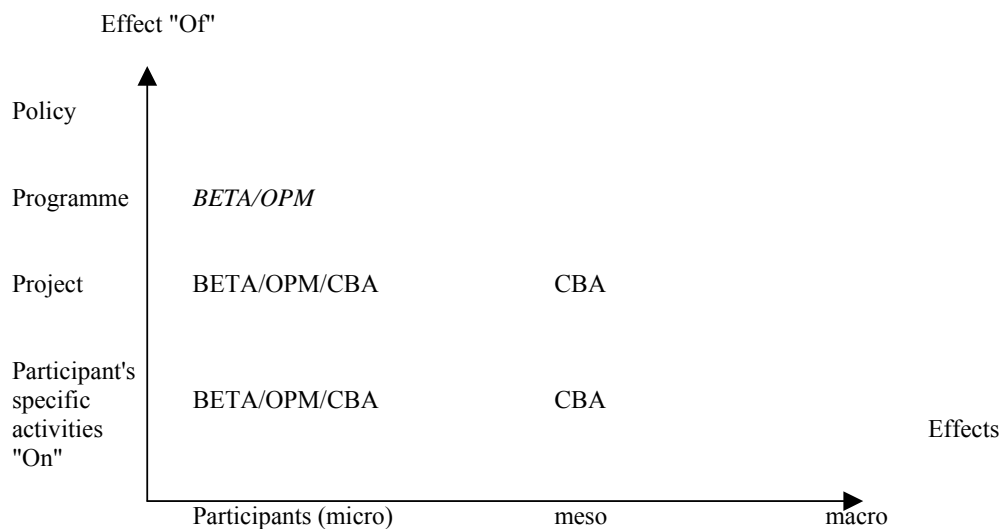 Effect "Of"
Policy
Programme BETA/OPM
Project BETA/OPM/CBA CBA
Participant's
specific
activities
"On"
BETA/OPM/CBA CBA
Effects
Participants (micro) meso macro